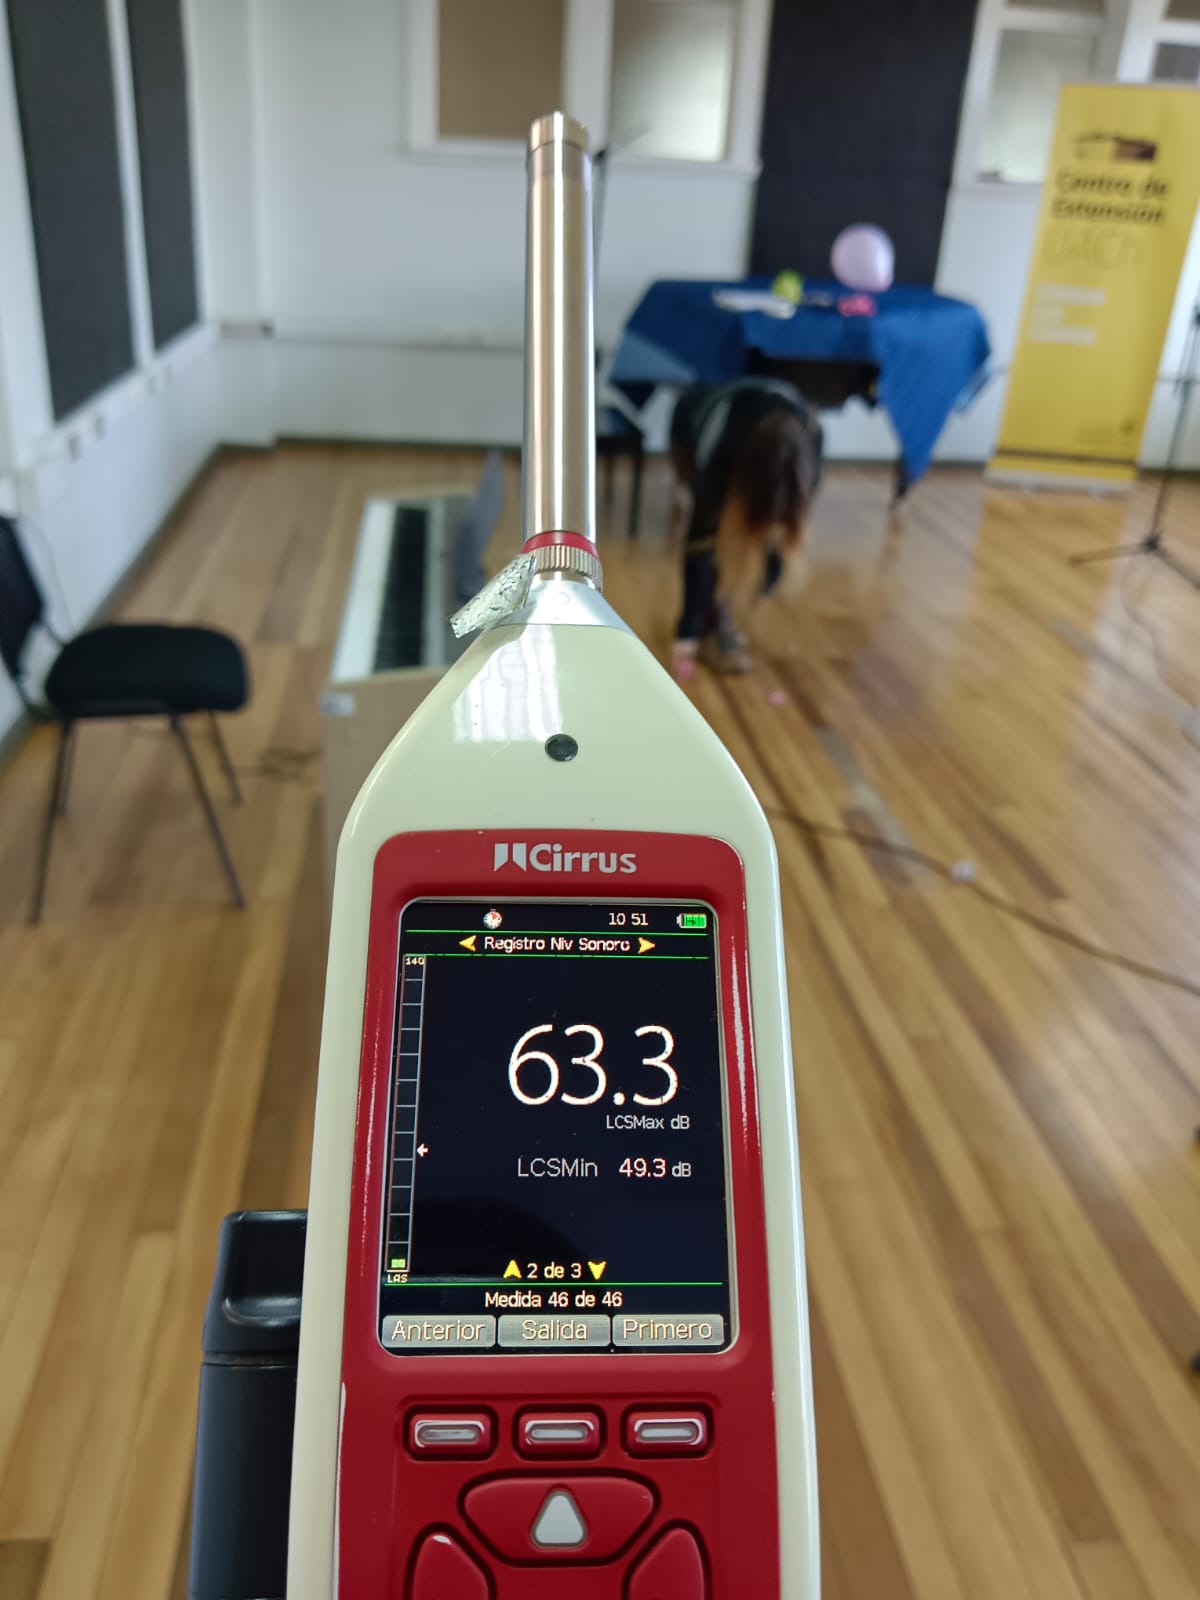 Centro de
Extensión
UACh
Cirrus
10 51
Registro Niv Sonoro
140
63.3
LCSMax dB
LCSMin 49.3 dB
20
LAS
2 de 3
Medida 46 de 46
Anterior Salida Primero